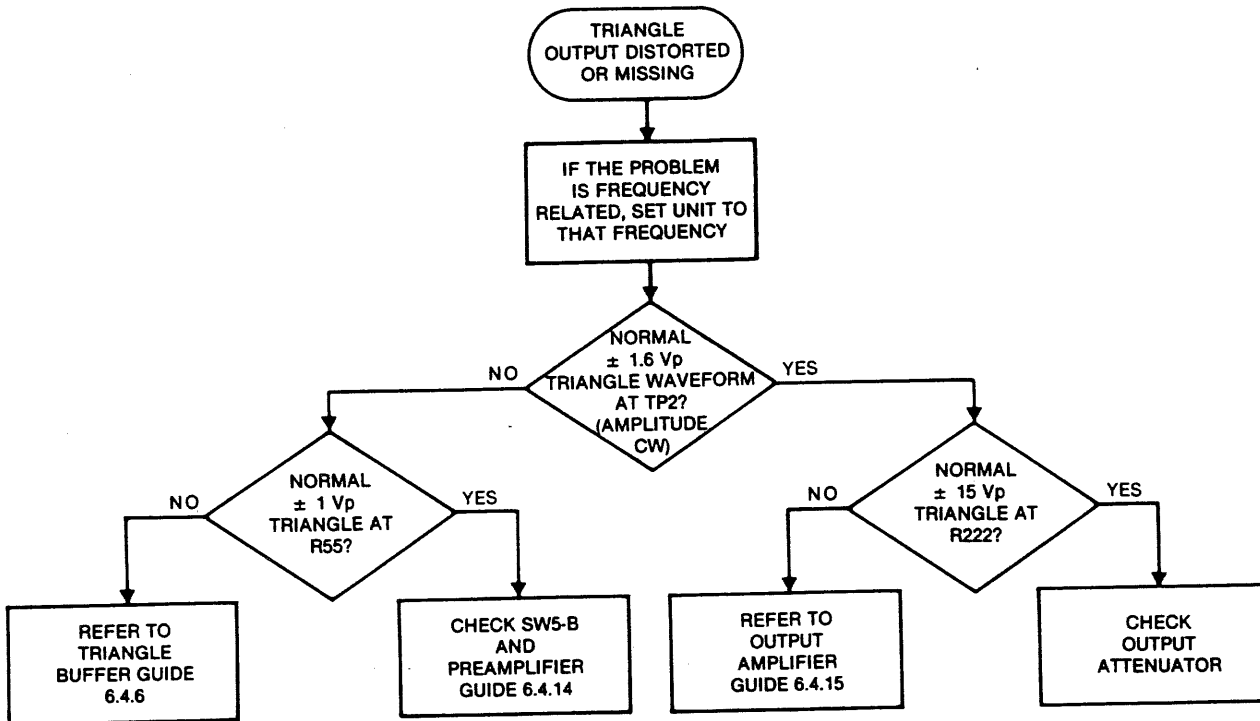 TRIANGLE
OUTPUT DISTORTED
OR MISSING
IF THE PROBLEM
IS FREQUENCY
RELATED, SET UNIT TO
THAT FREQUENCY
NORMAL
± 1.6 Vp
TRIANGLE WAVEFORM
AT TP2?
(AMPLITUDE
CW)
NO
YES
NORMAL
± 1 Vp
TRIANGLE AT
R55?
NO
YES
NORMAL
± 15 Vp
TRIANGLE AT
R222?
NO
YES
REFER TO
TRIANGLE
BUFFER GUIDE
6.4.6
CHECK SW5-B
AND
PREAMPLIFIER
GUIDE 6.4.14
REFER TO
OUTPUT
AMPLIFIER
GUIDE 6.4.15
CHECK
OUTPUT
ATTENUATOR